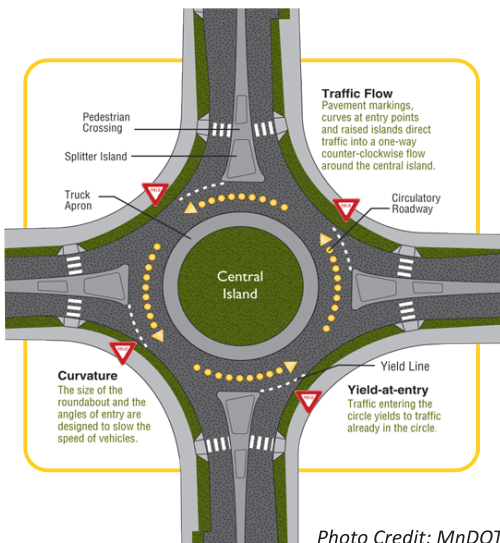 Traffic Flow
Pavement markings,
curves at entry points
and raised islands direct
traffic into a one-way
counter-clockwise flow
around the central island.
Pedestrian
Crossing
Splitter Island
Truck
Apron
Circulatory
Roadway
Central
Island
Yield Line
Curvature
The size of the
roundabout and the
angles of entry are
designed to slow the
speed of vehicles.
Yield-at-entry
Traffic entering the
circle yields to traffic
already in the circle.
Photo Credit: MnDOT